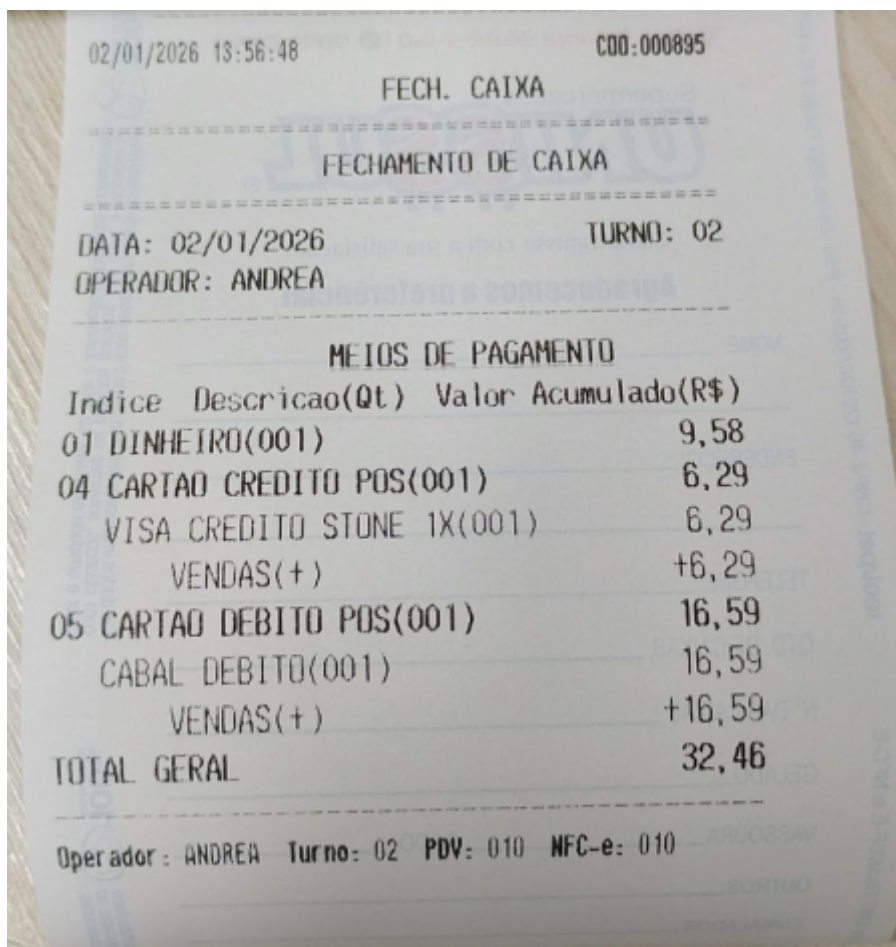 02/01/2026 13:56:48 COO:000895
FECH. CAIXA
FECHAMENTO DE CAIXA
DATA: 02/01/2026 TURNO: 02
OPERADOR: ANDREA
MEIOS DE PAGAMENTO
Indice Descricao(Qt) Valor Acumulado(R$)
01 DINHEIRO(001) 9,58
04 CARTAO CREDITO POS(001) 6,29
VISA CREDITO STONE 1X(001) 6,29
VENDAS(+) +6,29
05 CARTAO DEBITO POS(001) 16,59
CABAL DEBITO(001) 16,59
VENDAS(+) +16,59
TOTAL GERAL 32,46
Operador: ANDREA Turno: 02 PDV: 010 NFC-e: 010